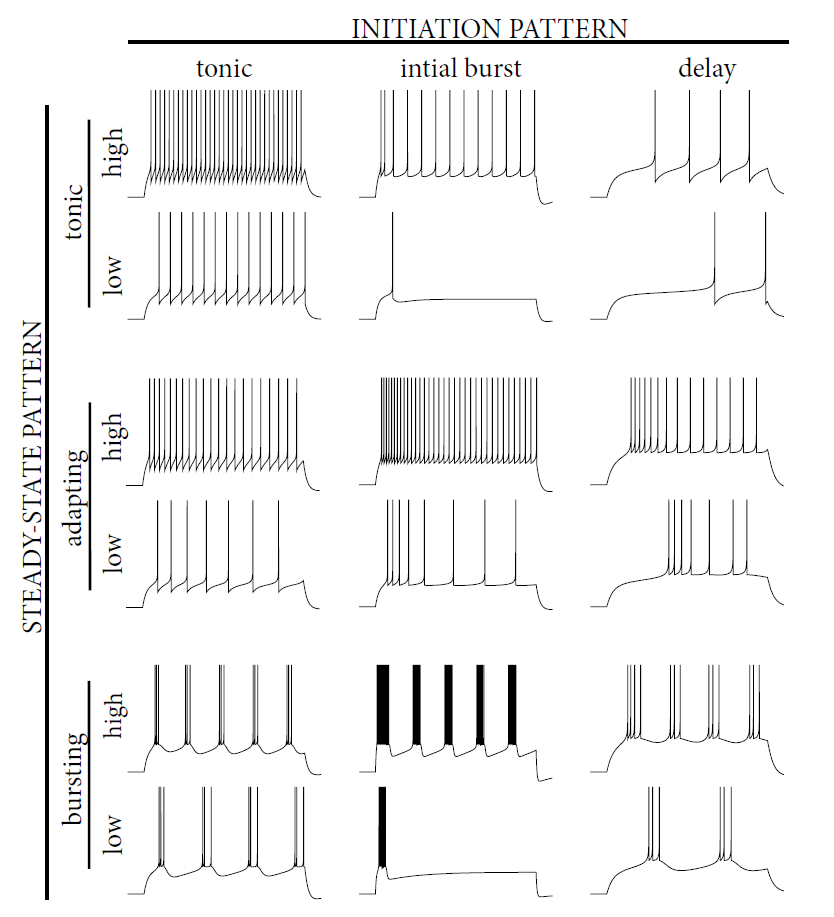 INITIATION PATTERN
tonic
intial burst
delay
STEADY-STATE PATTERN
tonic
high
low
adapting
high
low
bursting
high
low